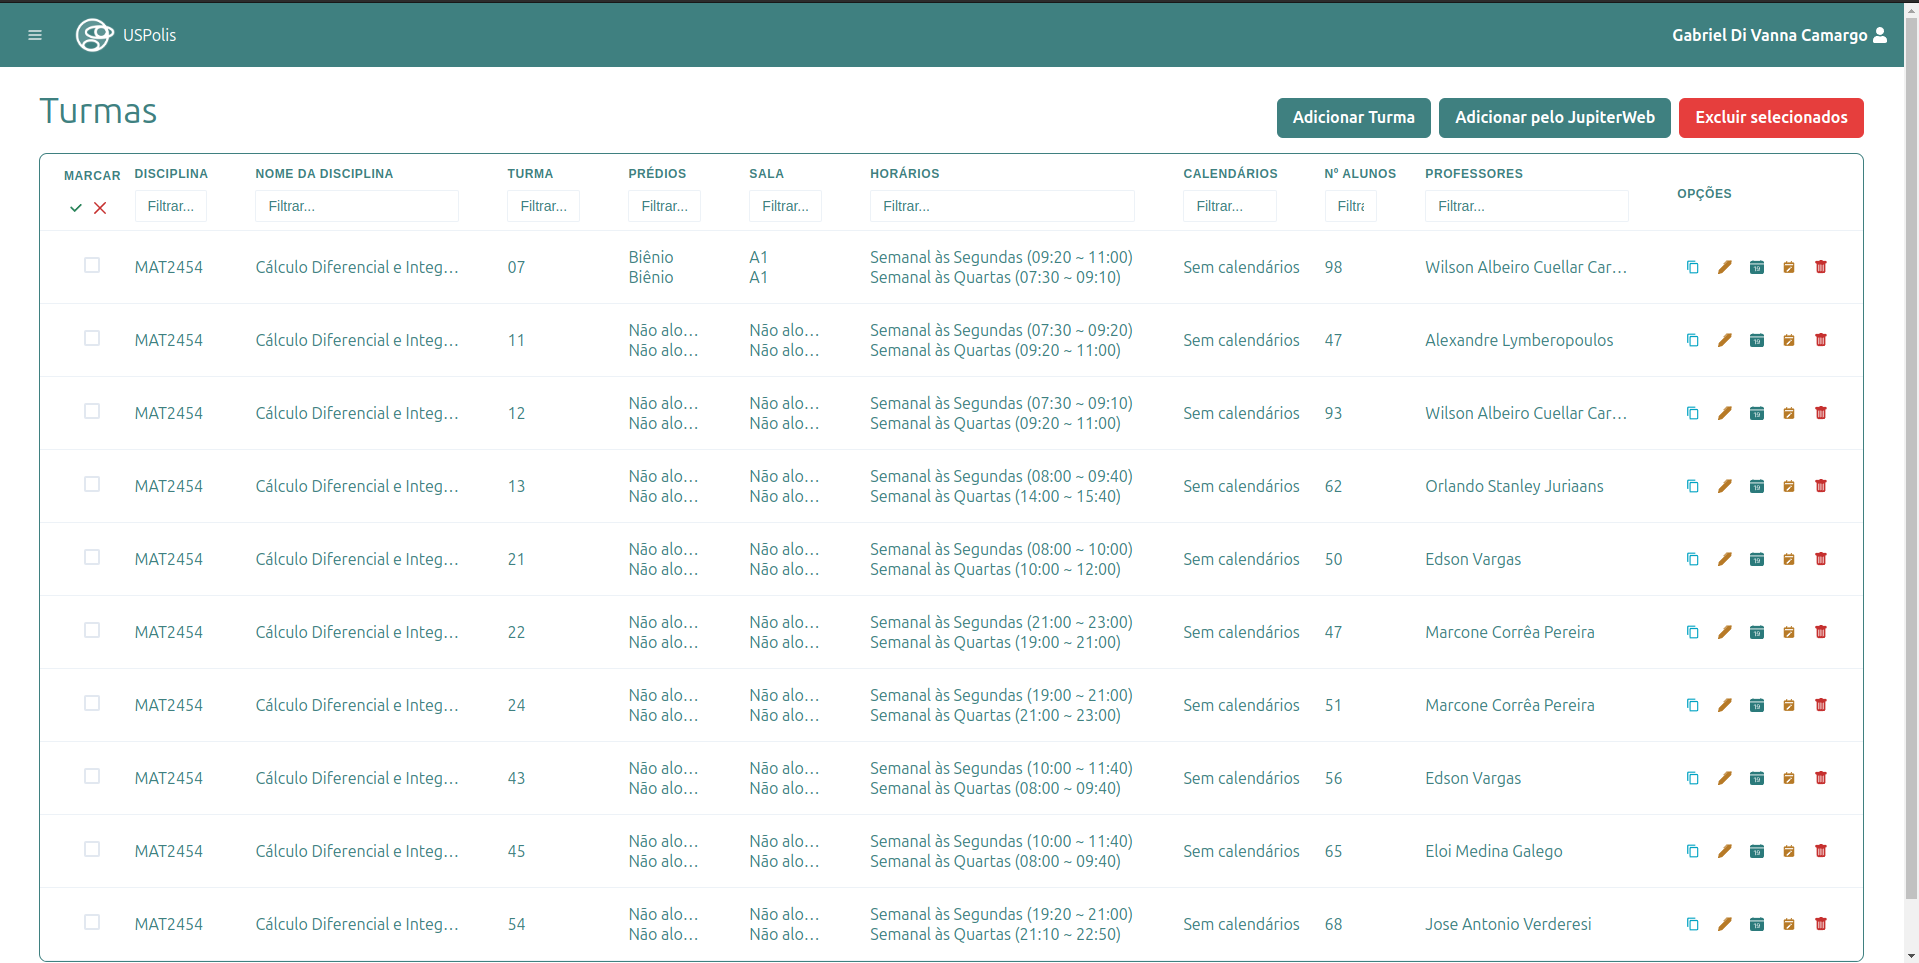 USPolis
Gabriel Di Vanna Camargo
Turmas
Adicionar Turma
Adicionar pelo JupiterWeb
Excluir selecionados
MARCAR DISCIPLINA NOME DA DISCIPLINA TURMA PRÉDIOS SALA HORÁRIOS CALENDÁRIOS Nº ALUNOS PROFESSORES OPÇÕES
Filtrar... Filtrar... Filtrar... Filtrar... Filtrar... Filtrar... Filtrar... Filtra Filtrar...
Biênio A1 Semanal às Segundas (09:20 ~ 11:00)
MAT2454 Cálculo Diferencial e Integ... 07 Sem calendários 98 Wilson Albeiro Cuellar Car...
Biênio A1 Semanal às Quartas (07:30 ~ 09:10)
Não alo... Não alo... Semanal às Segundas (07:30 ~ 09:20)
MAT2454 Cálculo Diferencial e Integ... 11 Sem calendários 47 Alexandre Lymberopoulos
Não alo... Não alo... Semanal às Quartas (09:20 ~ 11:00)
Não alo... Não alo... Semanal às Segundas (07:30 ~ 09:10)
MAT2454 Cálculo Diferencial e Integ... 12 Sem calendários 93 Wilson Albeiro Cuellar Car...
Não alo... Não alo... Semanal às Quartas (09:20 ~ 11:00)
Não alo... Não alo... Semanal às Segundas (08:00 ~ 09:40)
MAT2454 Cálculo Diferencial e Integ... 13 Sem calendários 62 Orlando Stanley Juriaans
Não alo... Não alo... Semanal às Quartas (14:00 ~ 15:40)
Não alo... Não alo... Semanal às Segundas (08:00 ~ 10:00)
MAT2454 Cálculo Diferencial e Integ... 21 Sem calendários 50 Edson Vargas
Não alo... Não alo... Semanal às Quartas (10:00 ~ 12:00)
Não alo... Não alo... Semanal às Segundas (21:00 ~ 23:00)
MAT2454 Cálculo Diferencial e Integ... 22 Sem calendários 47 Marcone Corrêa Pereira
Não alo... Não alo... Semanal às Quartas (19:00 ~ 21:00)
Não alo... Não alo... Semanal às Segundas (19:00 ~ 21:00)
MAT2454 Cálculo Diferencial e Integ... 24 Sem calendários 51 Marcone Corrêa Pereira
Não alo... Não alo... Semanal às Quartas (21:00 ~ 23:00)
Não alo... Não alo... Semanal às Segundas (10:00 ~ 11:40)
MAT2454 Cálculo Diferencial e Integ... 43 Sem calendários 56 Edson Vargas
Não alo... Não alo... Semanal às Quartas (08:00 ~ 09:40)
Não alo... Não alo... Semanal às Segundas (10:00 ~ 11:40)
MAT2454 Cálculo Diferencial e Integ... 45 Sem calendários 65 Eloi Medina Galego
Não alo... Não alo... Semanal às Quartas (08:00 ~ 09:40)
Não alo... Não alo... Semanal às Segundas (19:20 ~ 21:00)
MAT2454 Cálculo Diferencial e Integ... 54 Sem calendários 68 Jose Antonio Verderesi
Não alo... Não alo... Semanal às Quartas (21:10 ~ 22:50)